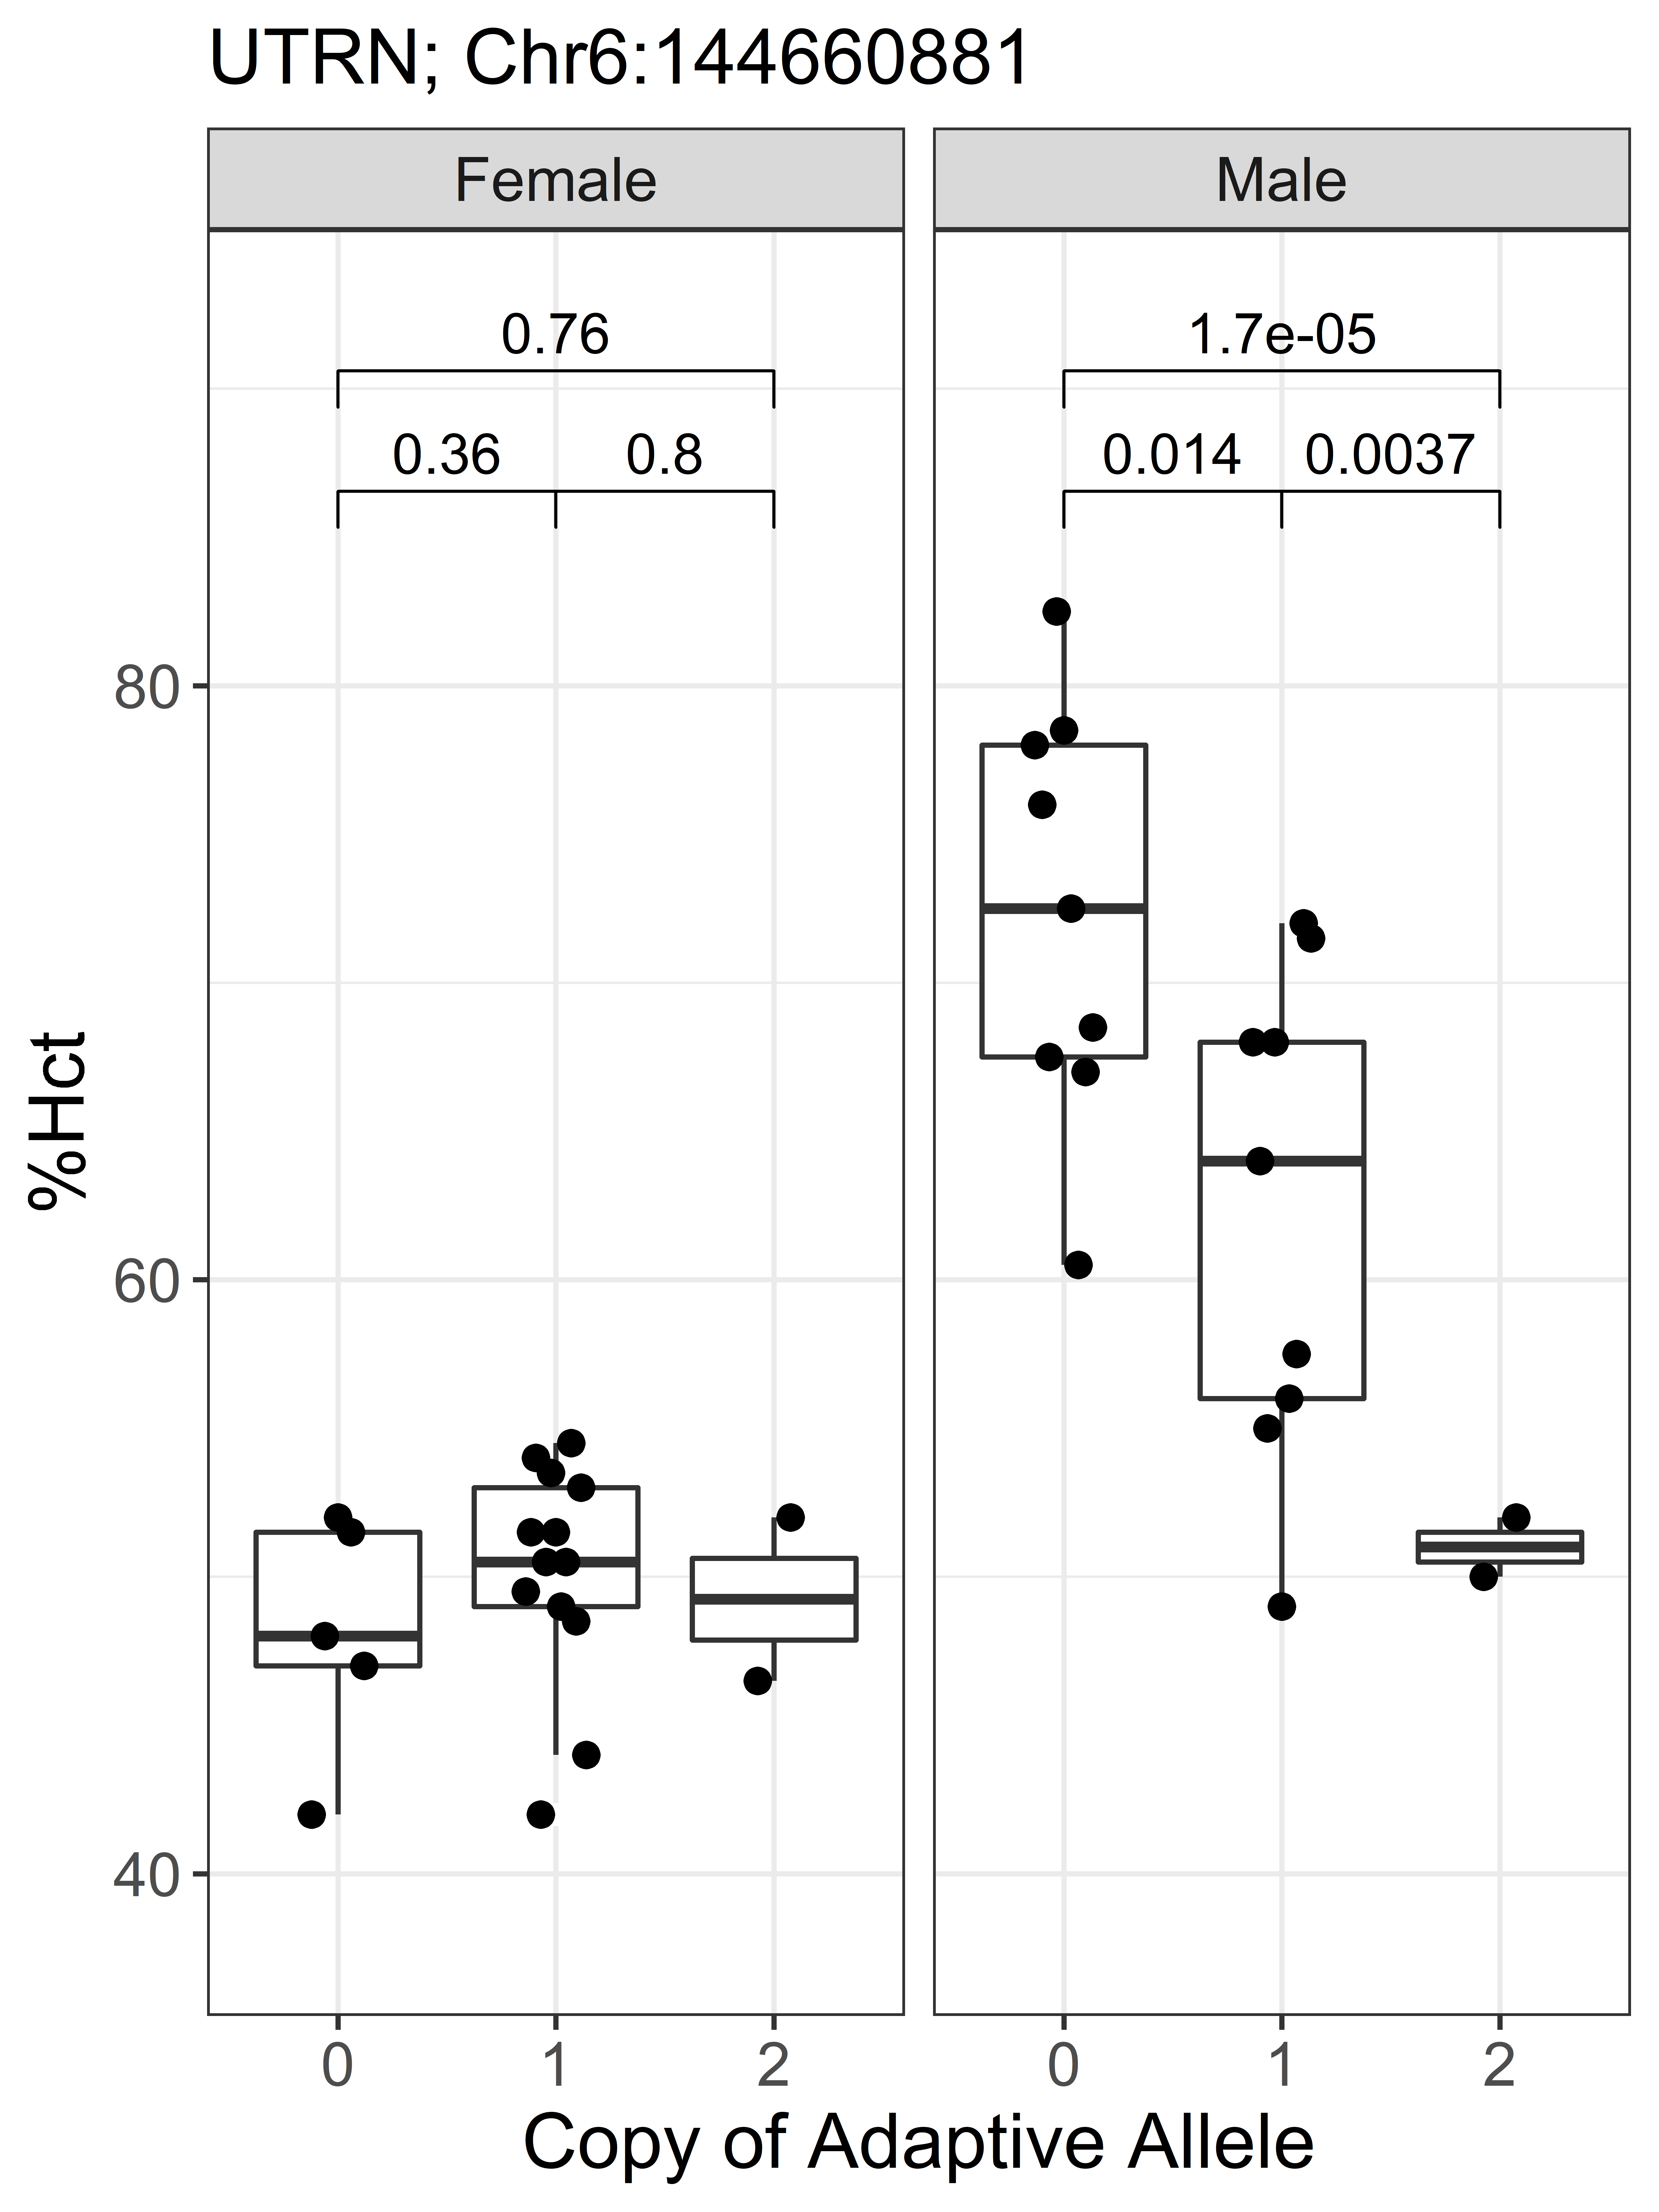 UTRN; Chr6:144660881
Female
Male
0.76
1.7e-05
0.36
0.8
0.014
0.0037
80
60
40
%Hct
0
1
2
0
1
2
Copy of Adaptive Allele